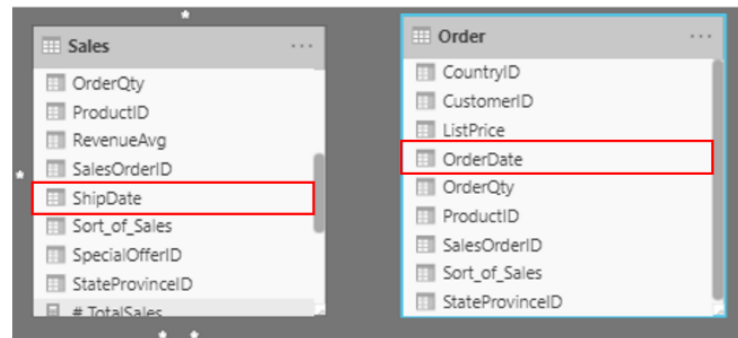 Sales
OrderQty
ProductID
RevenueAvg
SalesOrderID
ShipDate
Sort_of_Sales
SpecialOfferID
StateProvinceID
# TotalSales
Order
CountryID
CustomerID
ListPrice
OrderDate
OrderQty
ProductID
SalesOrderID
Sort_of_Sales
StateProvinceID